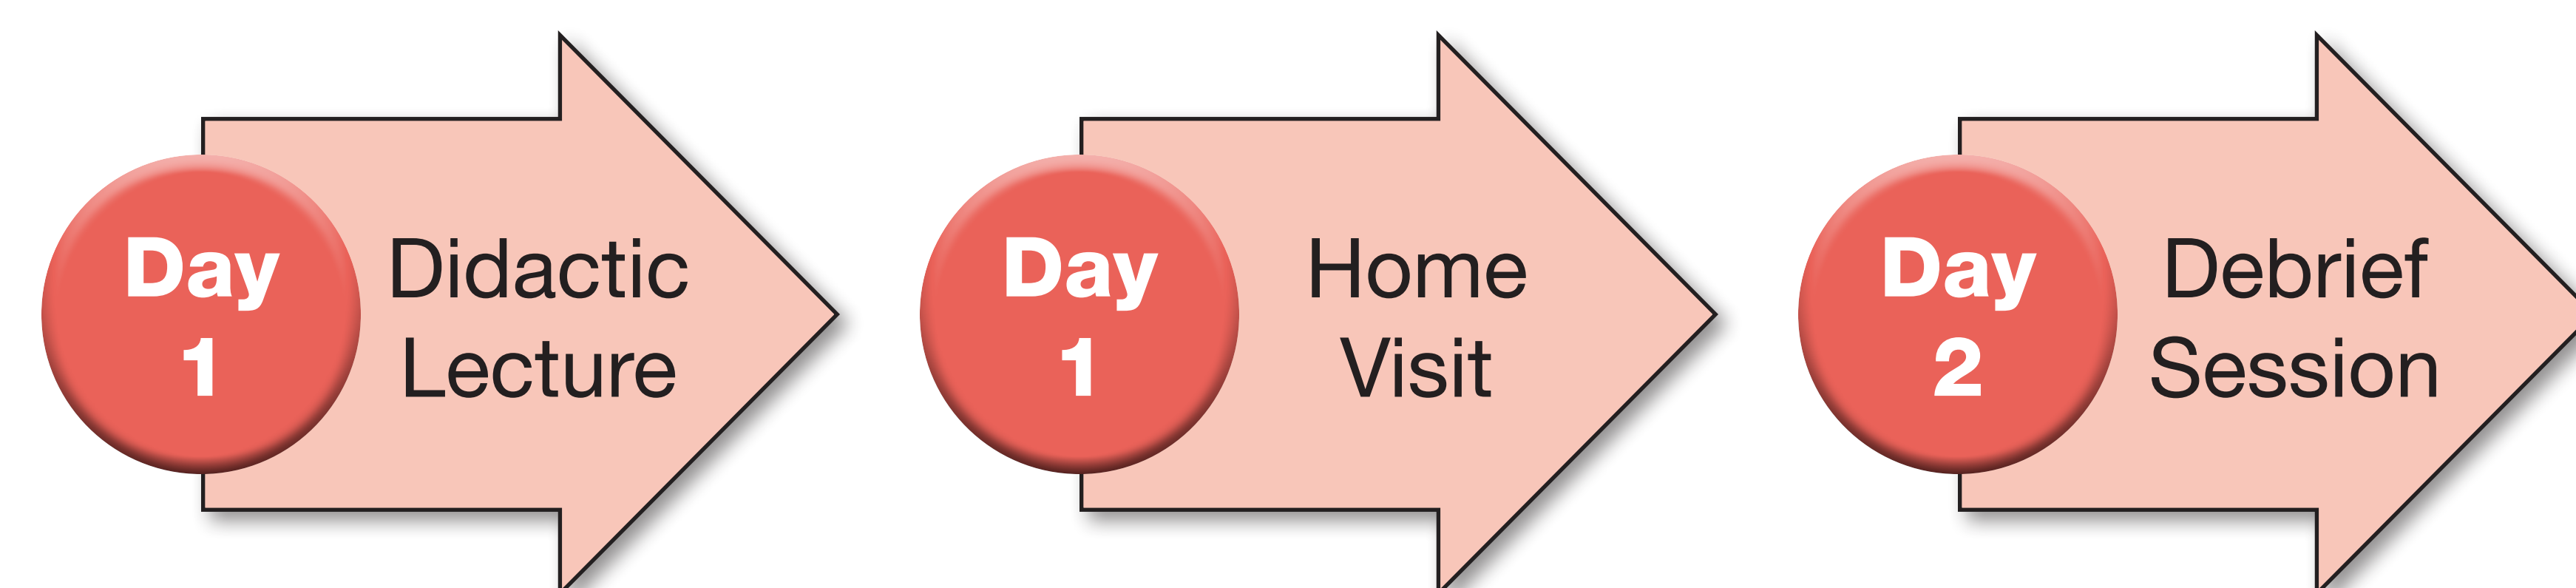 Day
1
Didactic
Lecture
Day
1
Home
Visit
Day
2
Debrief
Session